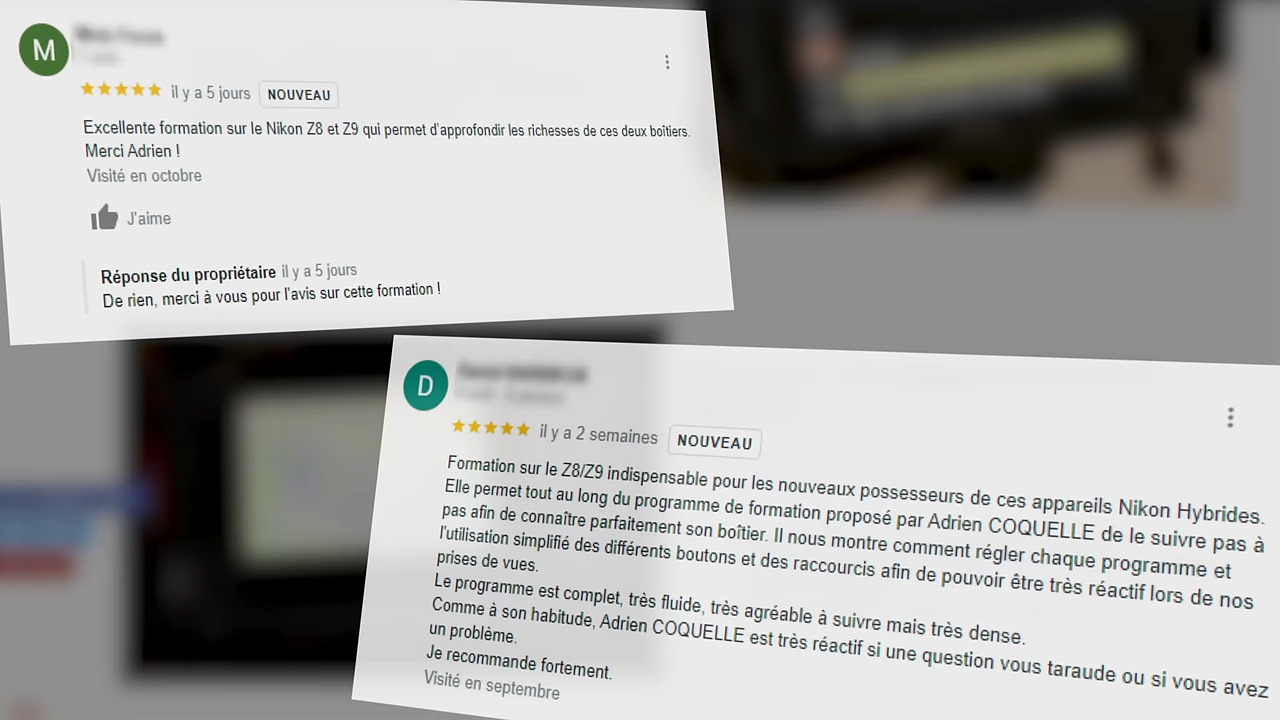 M
★★★★★ il y a 5 jours NOUVEAU
Excellente formation sur le Nikon Z8 et Z9 qui permet d'approfondir les richesses de ces deux boîtiers.
Merci Adrien !
Visité en octobre
J'aime
Réponse du propriétaire il y a 5 jours
De rien, merci à vous pour l'avis sur cette formation !
D
★★★★★ il y a 2 semaines NOUVEAU
Formation sur le Z8/Z9 indispensable pour les nouveaux possesseurs de ces appareils Nikon Hybrides.
Elle permet tout au long du programme de formation proposé par Adrien COQUELLE de le suivre pas à
pas afin de connaître parfaitement son boîtier. Il nous montre comment régler chaque programme et
l'utilisation simplifié des différents boutons et des raccourcis afin de pouvoir être très réactif lors de nos
prises de vues.
Le programme est complet, très fluide, très agréable à suivre mais très dense.
Comme à son habitude, Adrien COQUELLE est très réactif si une question vous taraude ou si vous avez
un problème.
Je recommande fortement.
Visité en septembre